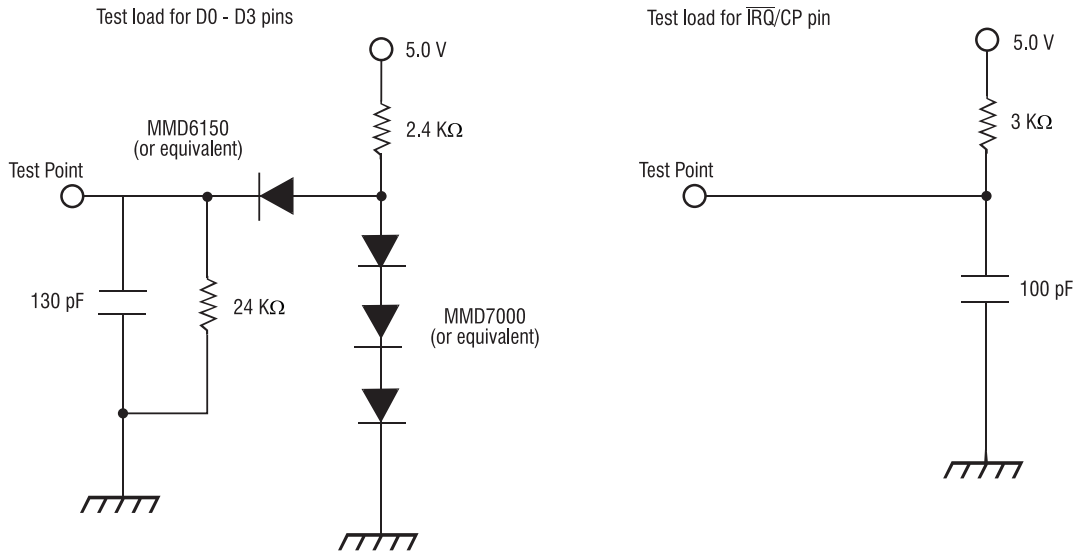 Test load for D0 - D3 pins
5.0 V
2.4 KΩ
MMD6150
(or equivalent)
Test Point
130 pF
24 KΩ
MMD7000
(or equivalent)
Test load for I̅R̅Q̅/CP pin
5.0 V
3 KΩ
Test Point
100 pF